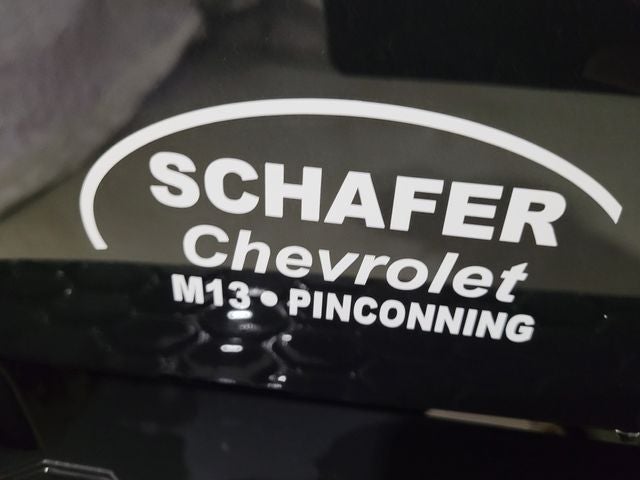 SCHAFER
Chevrolet
M13 • PINCONNING